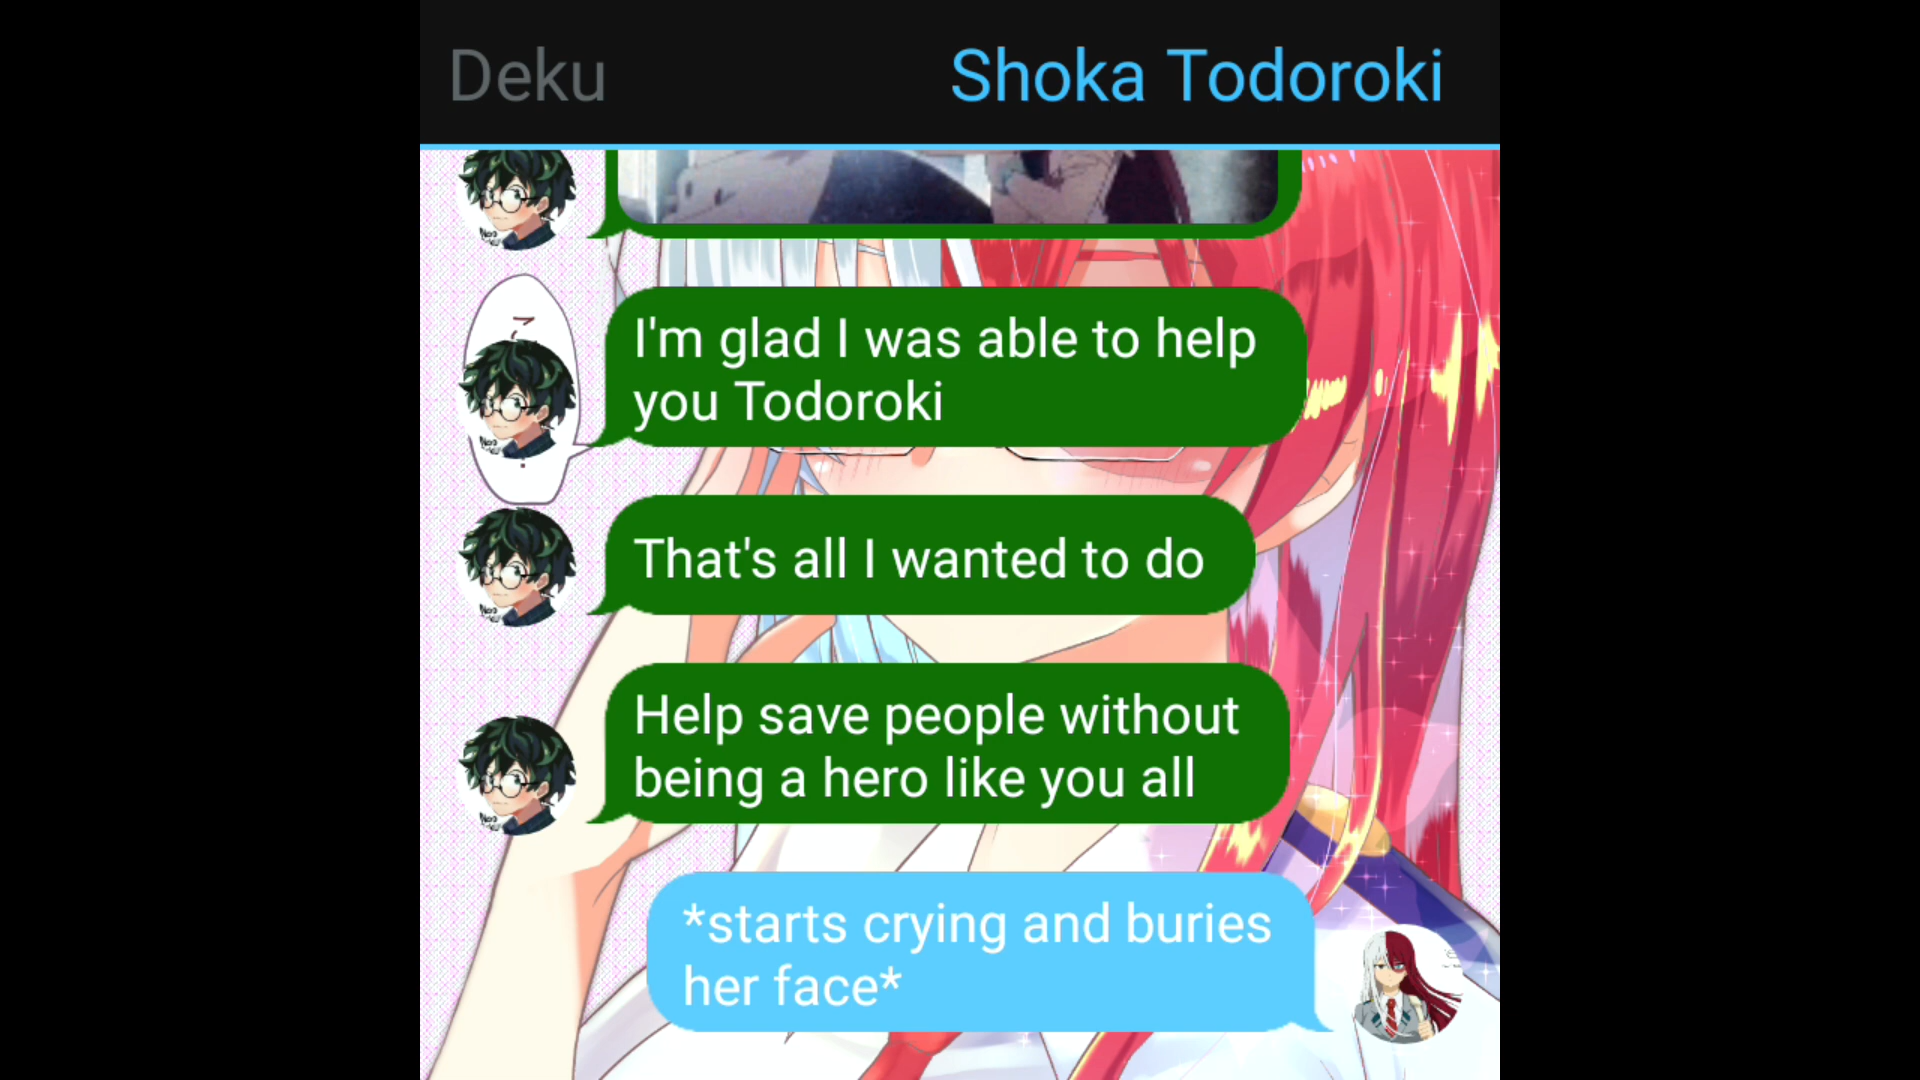 Deku
Shoka Todoroki
I'm glad I was able to help
you Todoroki
That's all I wanted to do
Help save people without
being a hero like you all
*starts crying and buries
her face*